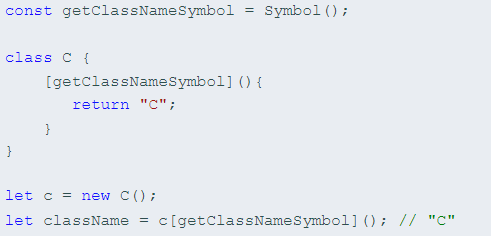 const getClassNameSymbol = Symbol();

class C {
    [getClassNameSymbol](){
       return "C";
    }
}

let c = new C();
let className = c[getClassNameSymbol](); // "C"